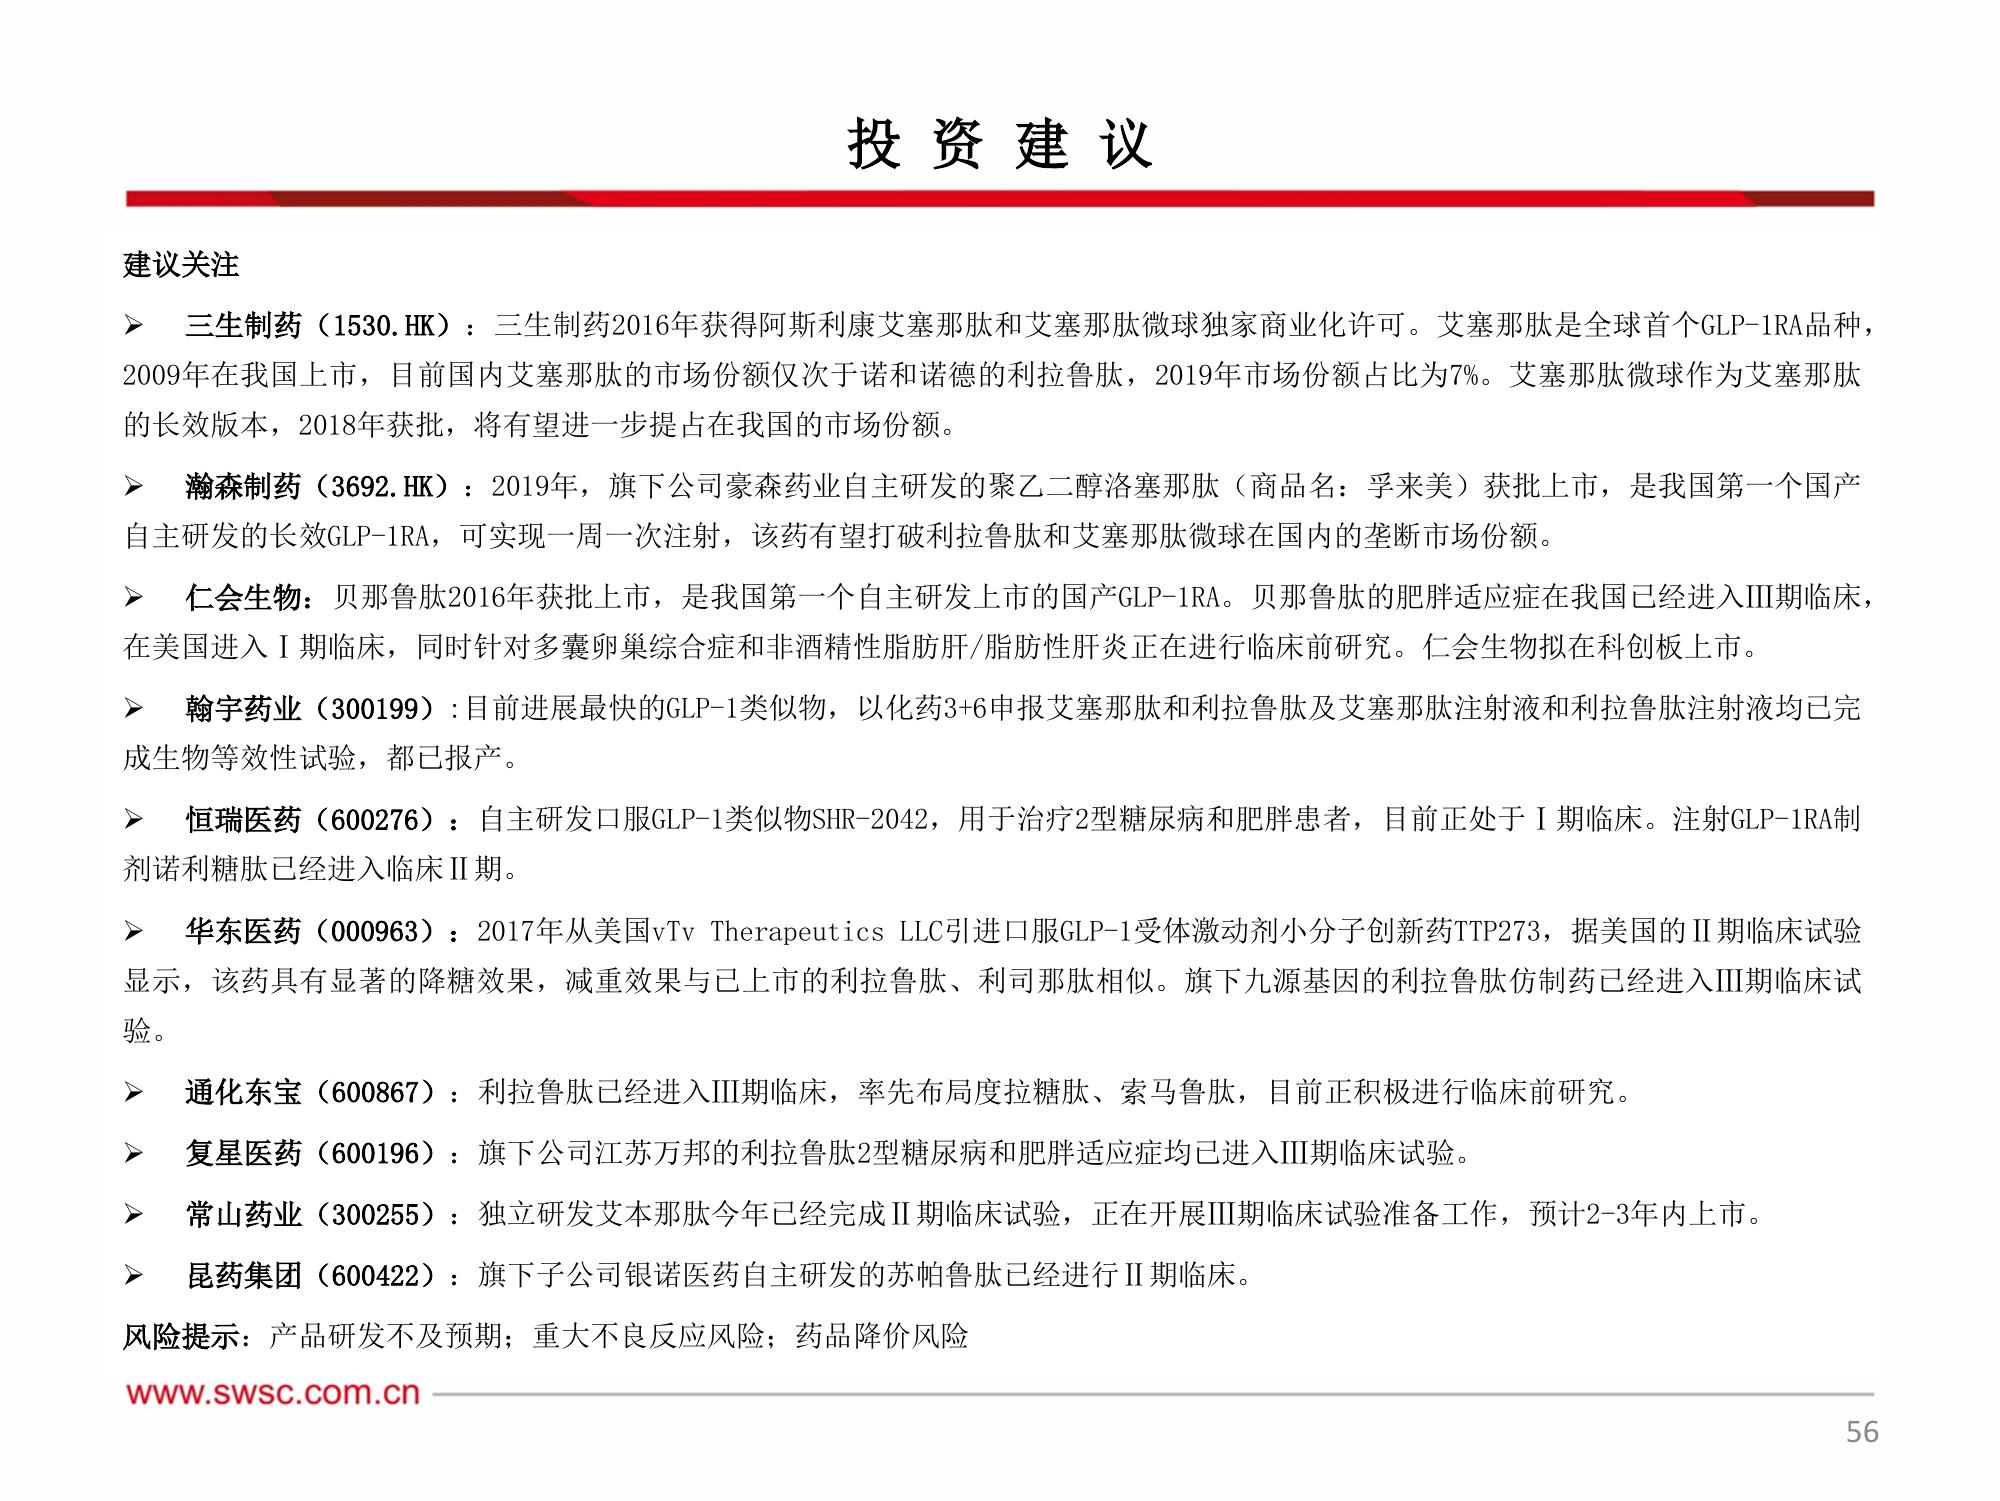 投资建议
建议关注
➢ 三生制药（1530.HK）：三生制药2016年获得阿斯利康艾塞那肽和艾塞那肽微球独家商业化许可。艾塞那肽是全球首个GLP-1RA品种，
2009年在我国上市，目前国内艾塞那肽的市场份额仅次于诺和诺德的利拉鲁肽，2019年市场份额占比为7%。艾塞那肽微球作为艾塞那肽
的长效版本，2018年获批，将有望进一步提占在我国的市场份额。
➢ 瀚森制药（3692.HK）：2019年，旗下公司豪森药业自主研发的聚乙二醇洛塞那肽（商品名：孚来美）获批上市，是我国第一个国产
自主研发的长效GLP-1RA，可实现一周一次注射，该药有望打破利拉鲁肽和艾塞那肽微球在国内的垄断市场份额。
➢ 仁会生物：贝那鲁肽2016年获批上市，是我国第一个自主研发上市的国产GLP-1RA。贝那鲁肽的肥胖适应症在我国已经进入Ⅲ期临床，
在美国进入Ⅰ期临床，同时针对多囊卵巢综合症和非酒精性脂肪肝/脂肪性肝炎正在进行临床前研究。仁会生物拟在科创板上市。
➢ 翰宇药业（300199）:目前进展最快的GLP-1类似物，以化药3+6申报艾塞那肽和利拉鲁肽及艾塞那肽注射液和利拉鲁肽注射液均已完
成生物等效性试验，都已报产。
➢ 恒瑞医药（600276）：自主研发口服GLP-1类似物SHR-2042，用于治疗2型糖尿病和肥胖患者，目前正处于Ⅰ期临床。注射GLP-1RA制
剂诺利糖肽已经进入临床Ⅱ期。
➢ 华东医药（000963）：2017年从美国vTv Therapeutics LLC引进口服GLP-1受体激动剂小分子创新药TTP273，据美国的Ⅱ期临床试验
显示，该药具有显著的降糖效果，减重效果与已上市的利拉鲁肽、利司那肽相似。旗下九源基因的利拉鲁肽仿制药已经进入Ⅲ期临床试
验。
➢ 通化东宝（600867）：利拉鲁肽已经进入Ⅲ期临床，率先布局度拉糖肽、索马鲁肽，目前正积极进行临床前研究。
➢ 复星医药（600196）：旗下公司江苏万邦的利拉鲁肽2型糖尿病和肥胖适应症均已进入Ⅲ期临床试验。
➢ 常山药业（300255）：独立研发艾本那肽今年已经完成Ⅱ期临床试验，正在开展Ⅲ期临床试验准备工作，预计2-3年内上市。
➢ 昆药集团（600422）：旗下子公司银诺医药自主研发的苏帕鲁肽已经进行Ⅱ期临床。
风险提示：产品研发不及预期；重大不良反应风险；药品降价风险
www.swsc.com.cn
56